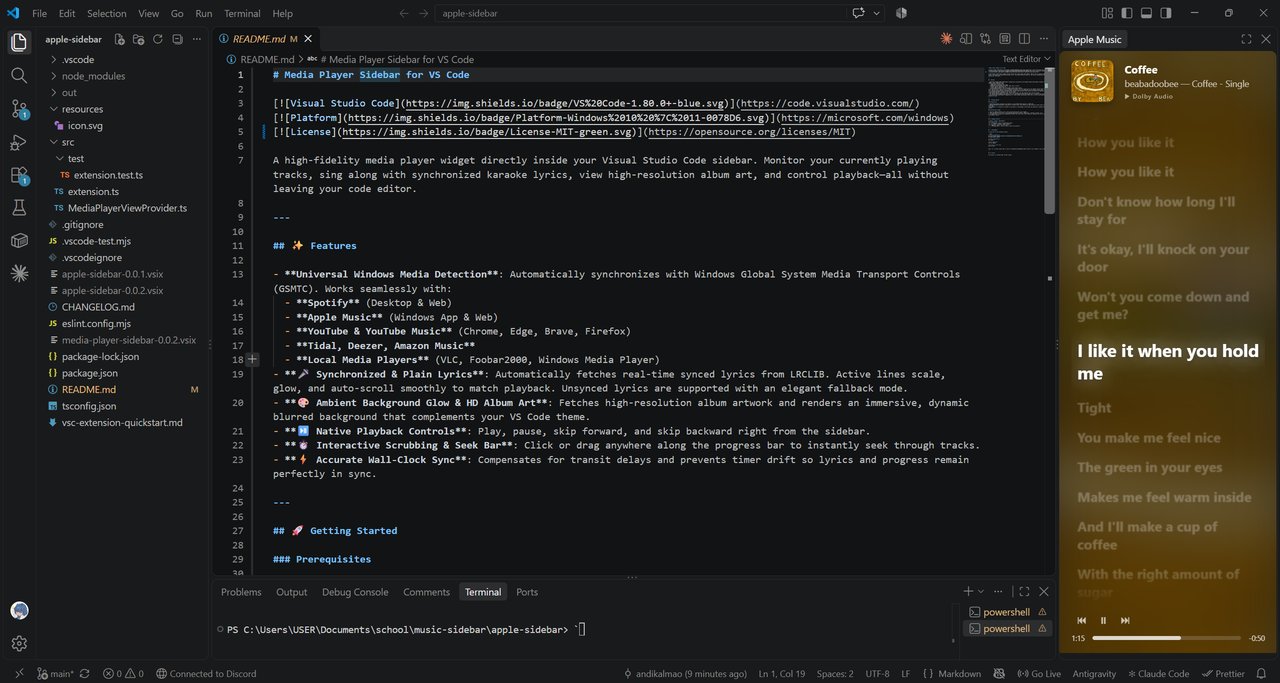 File Edit Selection View Go Run Terminal Help
apple-sidebar
apple-sidebar
.vscode
node_modules
out
resources
icon.svg
src
test
TS extension.test.ts
TS extension.ts
TS MediaPlayerViewProvider.ts
.gitignore
JS .vscode-test.mjs
.vscodeignore
apple-sidebar-0.0.1.vsix
apple-sidebar-0.0.2.vsix
CHANGELOG.md
JS eslint.config.mjs
media-player-sidebar-0.0.2.vsix
{} package-lock.json
{} package.json
README.md M
tsconfig.json
vsc-extension-quickstart.md
1
1
README.md M
README.md > abc # Media Player Sidebar for VS Code
Text Editor
1 # Media Player Sidebar for VS Code
2
3 [![Visual Studio Code](https://img.shields.io/badge/VS%20Code-1.80.0+-blue.svg)](https://code.visualstudio.com/)
4 [![Platform](https://img.shields.io/badge/Platform-Windows%2010%20%7C%2011-0078D6.svg)](https://microsoft.com/windows)
5 [![License](https://img.shields.io/badge/License-MIT-green.svg)](https://opensource.org/licenses/MIT)
6
7 A high-fidelity media player widget directly inside your Visual Studio Code sidebar. Monitor your currently playing
tracks, sing along with synchronized karaoke lyrics, view high-resolution album art, and control playback—all without
leaving your code editor.
8
9 ---
10
11 ## ✨ Features
12
13 - **Universal Windows Media Detection**: Automatically synchronizes with Windows Global System Media Transport Controls
(GSMTC). Works seamlessly with:
14 - **Spotify** (Desktop & Web)
15 - **Apple Music** (Windows App & Web)
16 - **YouTube & YouTube Music** (Chrome, Edge, Brave, Firefox)
17 - **Tidal, Deezer, Amazon Music**
18 - **Local Media Players** (VLC, Foobar2000, Windows Media Player)
19 - **🎤 Synchronized & Plain Lyrics**: Automatically fetches real-time synced lyrics from LRCLIB. Active lines scale,
glow, and auto-scroll smoothly to match playback. Unsynced lyrics are supported with an elegant fallback mode.
20 - **🎨 Ambient Background Glow & HD Album Art**: Fetches high-resolution album artwork and renders an immersive, dynamic
blurred background that complements your VS Code theme.
21 - **⏯️ Native Playback Controls**: Play, pause, skip forward, and skip backward right from the sidebar.
22 - **⏱️ Interactive Scrubbing & Seek Bar**: Click or drag anywhere along the progress bar to instantly seek through tracks.
23 - **⚡ Accurate Wall-Clock Sync**: Compensates for transit delays and prevents timer drift so lyrics and progress remain
perfectly in sync.
24
25 ---
26
27 ## 🚀 Getting Started
28
29 ### Prerequisites
30
Problems Output Debug Console Comments Terminal Ports
PS C:\Users\USER\Documents\school\music-sidebar\apple-sidebar> `
powershell
powershell
Apple Music
COFFEE
BY BEA
Coffee
beabadoobee — Coffee - Single
Dolby Audio
How you like it
How you like it
Don't know how long I'll
stay for
It's okay, I'll knock on your
door
Won't you come down and
get me?
I like it when you hold
me
Tight
You make me feel nice
The green in your eyes
Makes me feel warm inside
And I'll make a cup of
coffee
With the right amount of
sugar
1:15 -0:50
main* 0 0 Connected to Discord
andikalmao (9 minutes ago) Ln 1, Col 19 Spaces: 2 UTF-8 LF {} Markdown Go Live Antigravity Claude Code Prettier